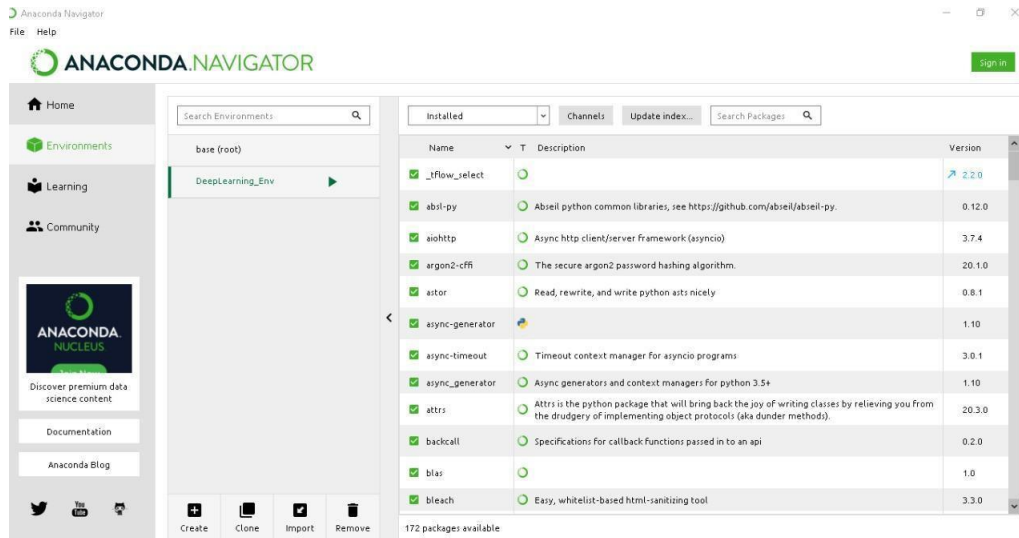 Anaconda Navigator
File Help
ANACONDA.NAVIGATOR
Sign in
Home
Environments
Learning
Community
ANACONDA.
NUCLEUS
Join Now
Discover premium data
science content
Documentation
Anaconda Blog
You
Tube
Search Environments
base (root)
DeepLearning_Env
Create Clone Import Remove
Installed Channels Update index... Search Packages
Name T Description Version
_tflow_select 2.2.0
absl-py Abseil python common libraries, see https://github.com/abseil/abseil-py. 0.12.0
aiohttp Async http client/server framework (asyncio) 3.7.4
argon2-cffi The secure argon2 password hashing algorithm. 20.1.0
astor Read, rewrite, and write python asts nicely 0.8.1
async-generator 1.10
async-timeout Timeout context manager for asyncio programs 3.0.1
async_generator Async generators and context managers for python 3.5+ 1.10
attrs Attrs is the python package that will bring back the joy of writing classes by relieving you from
the drudgery of implementing object protocols (aka dunder methods). 20.3.0
backcall Specifications for callback functions passed in to an api 0.2.0
blas 1.0
bleach Easy, whitelist-based html-sanitizing tool 3.3.0
172 packages available